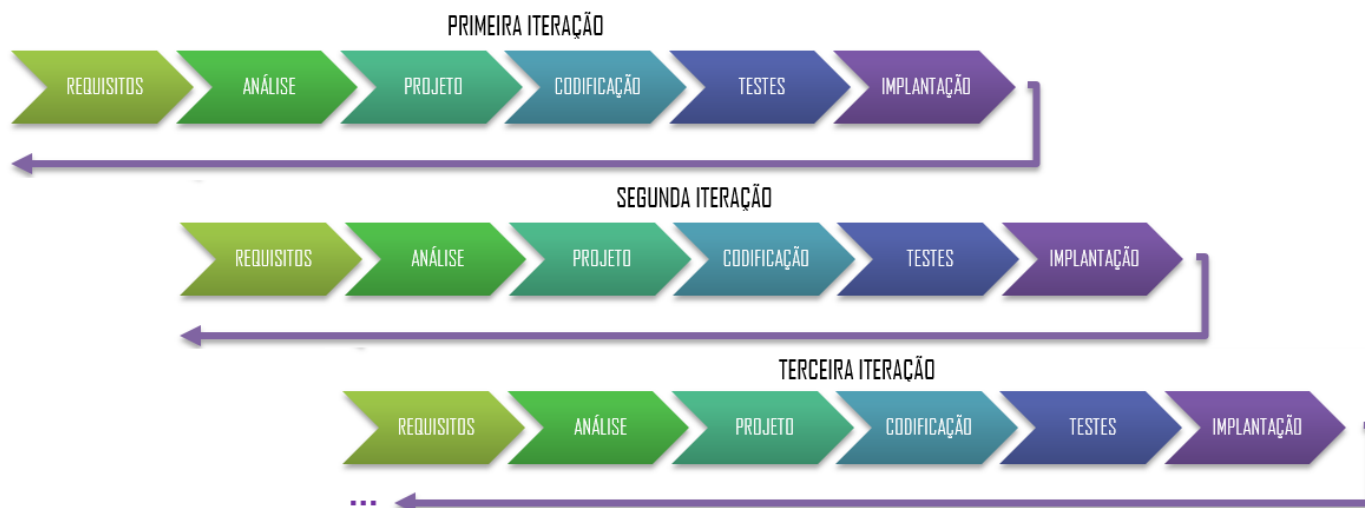 PRIMEIRA ITERAÇÃO
REQUISITOS ANÁLISE PROJETO CODIFICAÇÃO TESTES IMPLANTAÇÃO
SEGUNDA ITERAÇÃO
REQUISITOS ANÁLISE PROJETO CODIFICAÇÃO TESTES IMPLANTAÇÃO
TERCEIRA ITERAÇÃO
REQUISITOS ANÁLISE PROJETO CODIFICAÇÃO TESTES IMPLANTAÇÃO
...